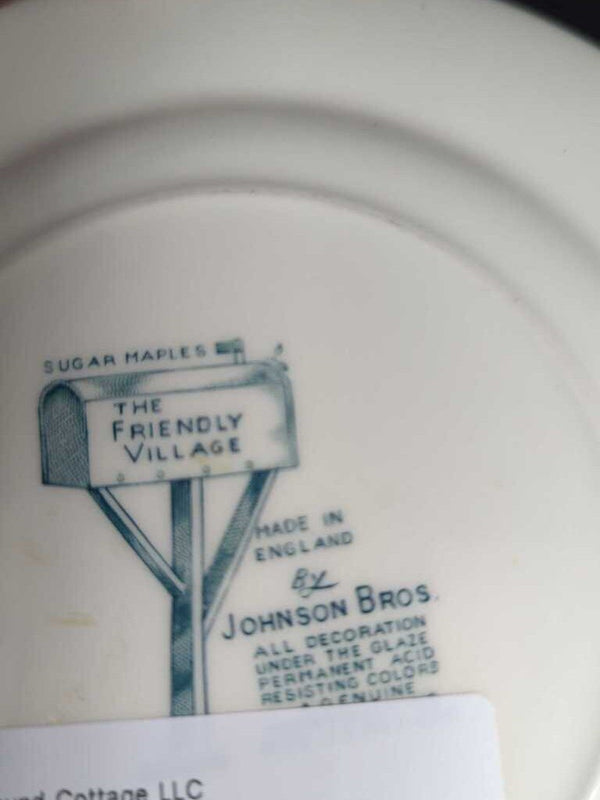 SUGAR MAPLES
THE
FRIENDLY
VILLAGE
MADE IN
ENGLAND
By
JOHNSON BROS.
ALL DECORATION
UNDER THE GLAZE
PERMANENT ACID
RESISTING COLORS
A GENUINE
Cottage LLC